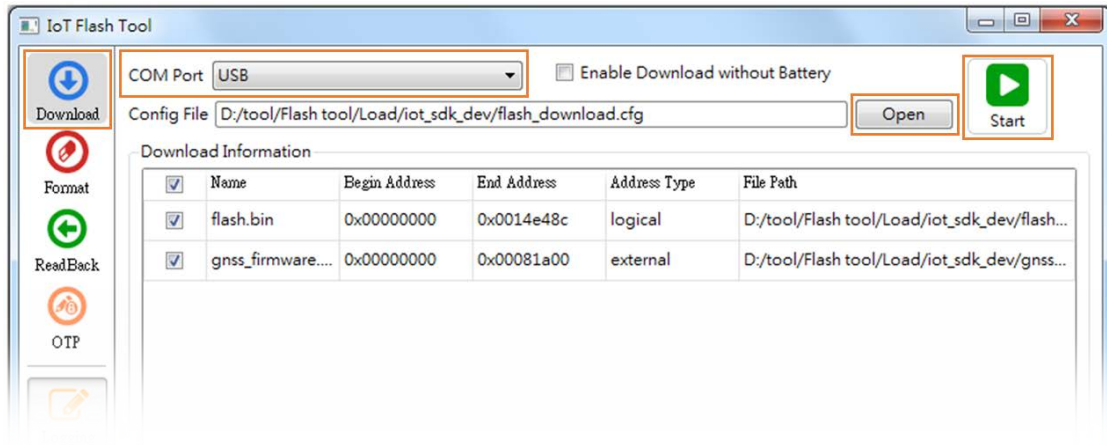 IoT Flash Tool
Download
COM Port USB
Enable Download without Battery
Config File D:/tool/Flash tool/Load/iot_sdk_dev/flash_download.cfg
Open
Start
Download Information
Format
ReadBack
OTP
Name Begin Address End Address Address Type File Path
flash.bin 0x00000000 0x0014e48c logical D:/tool/Flash tool/Load/iot_sdk_dev/flash...
gnss_firmware.... 0x00000000 0x00081a00 external D:/tool/Flash tool/Load/iot_sdk_dev/gnss...